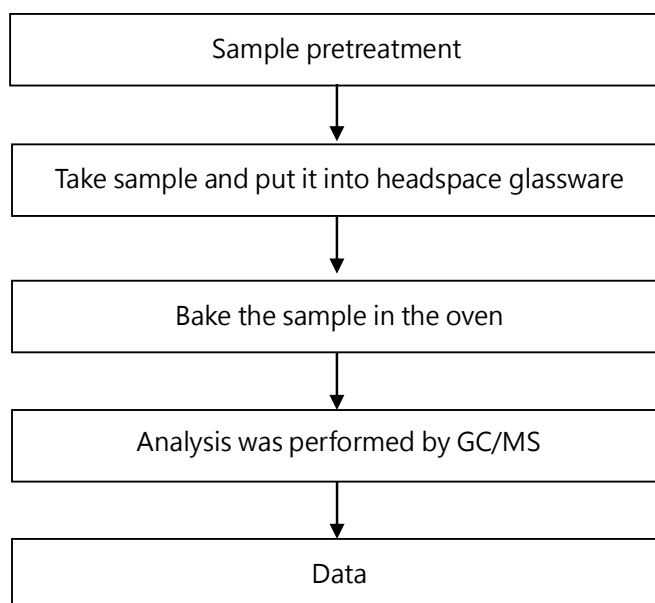 Sample pretreatment
Take sample and put it into headspace glassware
Bake the sample in the oven
Analysis was performed by GC/MS
Data